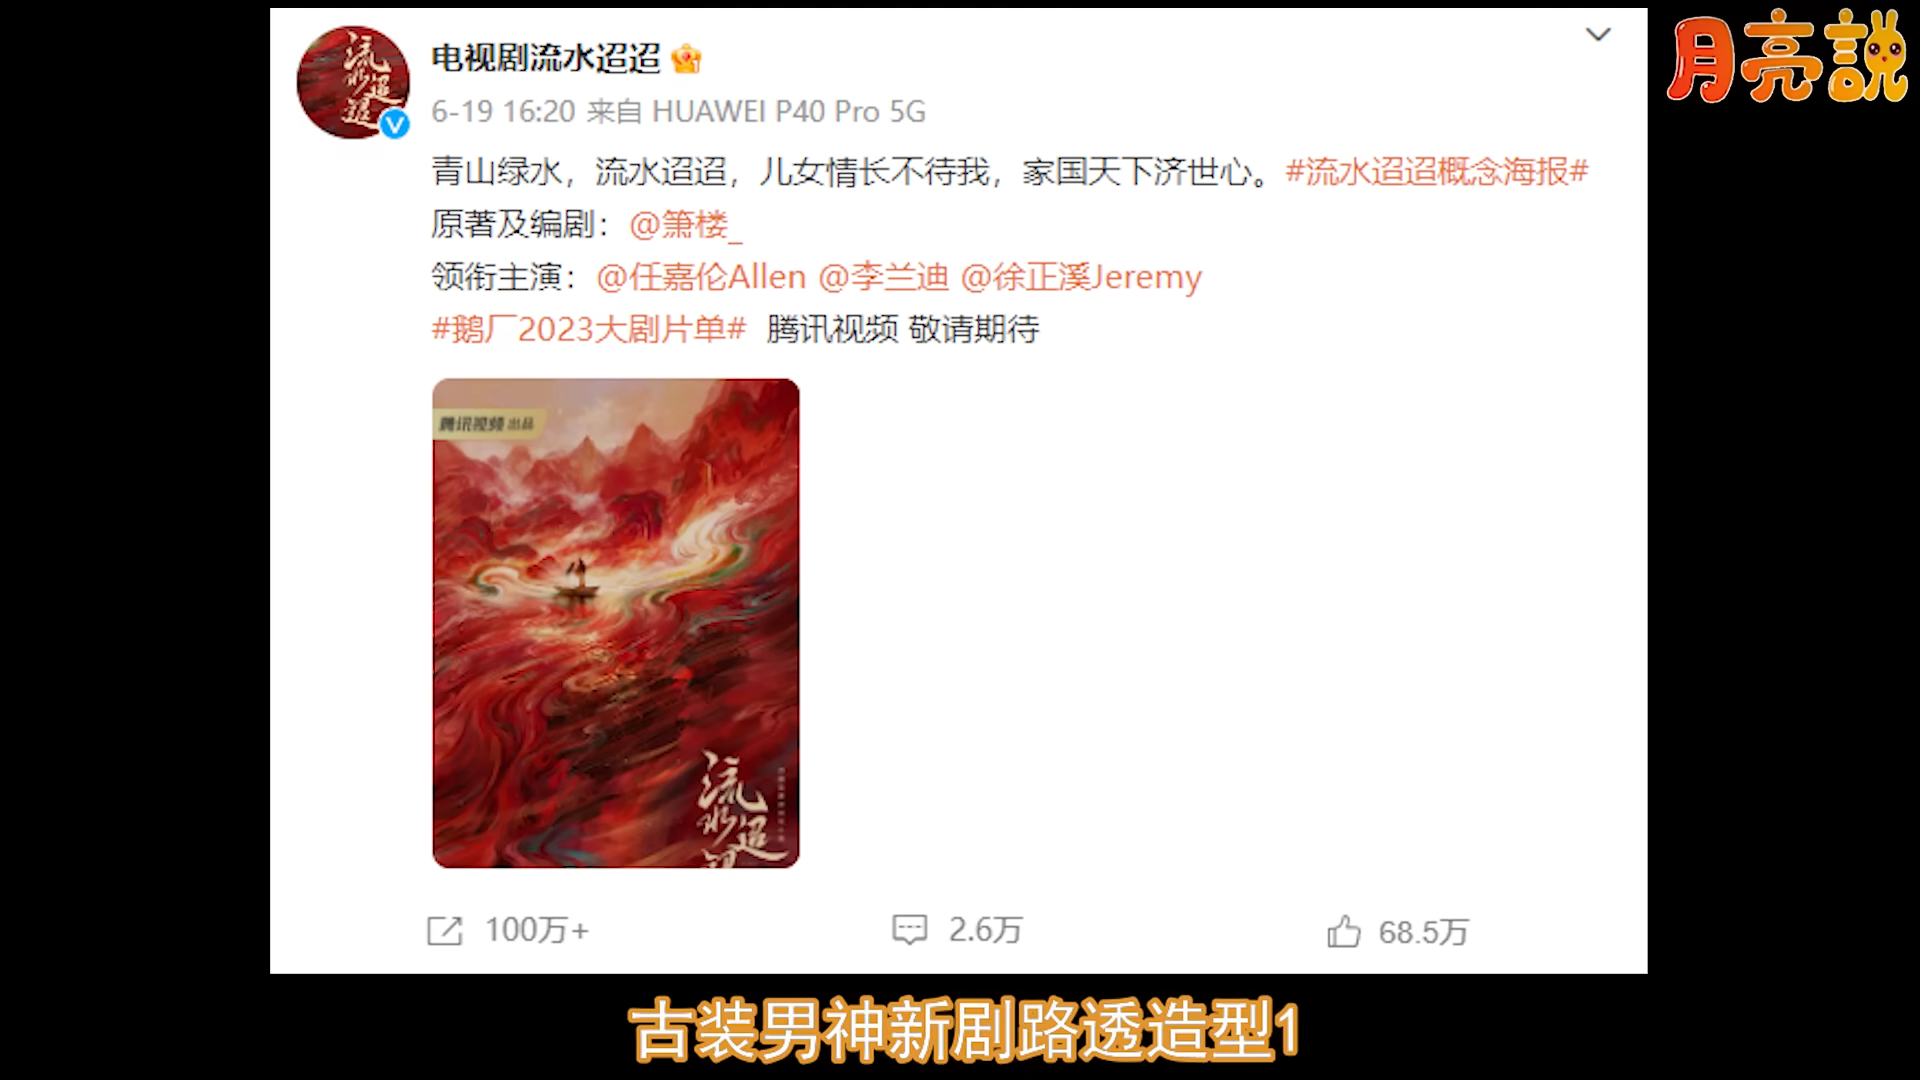 月亮説
电视剧流水迢迢
6-19 16:20 来自 HUAWEI P40 Pro 5G
青山绿水，流水迢迢，儿女情长不待我，家国天下济世心。#流水迢迢概念海报#
原著及编剧：@箫楼_
领衔主演：@任嘉伦Allen @李兰迪 @徐正溪Jeremy
#鹅厂2023大剧片单# 腾讯视频 敬请期待
腾讯视频 出品
流水迢
100万+
2.6万
68.5万
古装男神新剧路透造型1
流水迢迢